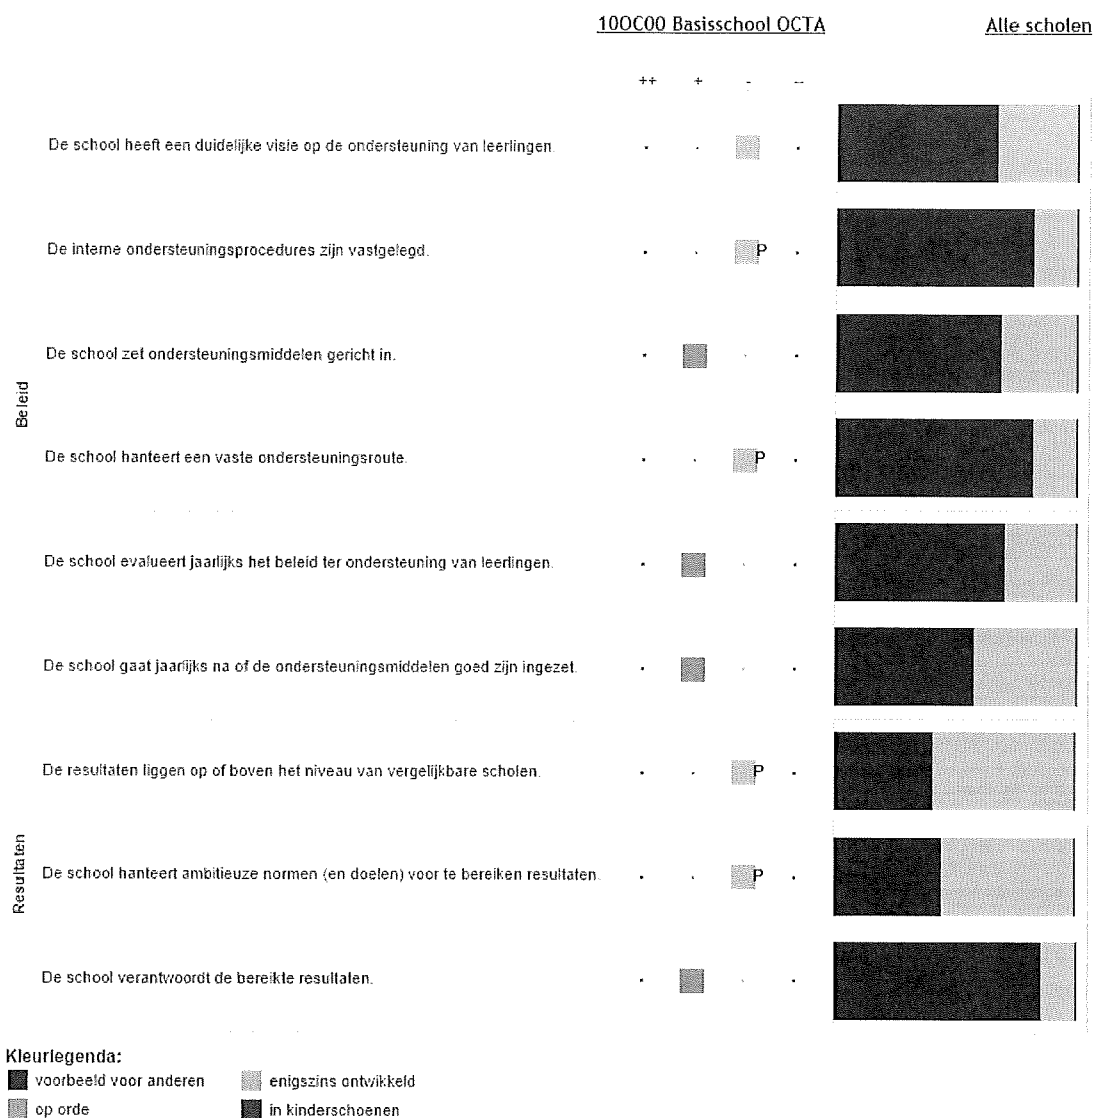 10OC00 Basisschool OCTA Alle scholen
++ + - --
De school heeft een duidelijke visie op de ondersteuning van leerlingen.
De interne ondersteuningsprocedures zijn vastgelegd. P
De school zet ondersteuningsmiddelen gericht in.
Beleid
De school hanteert een vaste ondersteuningsroute. P
De school evalueert jaarlijks het beleid ter ondersteuning van leerlingen.
De school gaat jaarlijks na of de ondersteuningsmiddelen goed zijn ingezet.
De resultaten liggen op of boven het niveau van vergelijkbare scholen. P
Resultaten
De school hanteert ambitieuze normen (en doelen) voor te bereiken resultaten. P
De school verantwoordt de bereikte resultaten.
Kleurlegenda:
voorbeeld voor anderen enigszins ontwikkeld
op orde in kinderschoenen